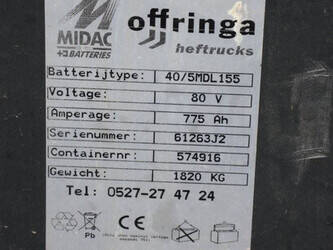 MIDAC
BATTERIES
offringa
heftrucks
Batterijtype: 40/5MDL155
Voltage: 80 V
Amperage: 775 Ah
Serienummer: 61263J2
Containernr: 574916
Gewicht: 1820 KG
Tel: 0527-27 47 24
Pb
CE